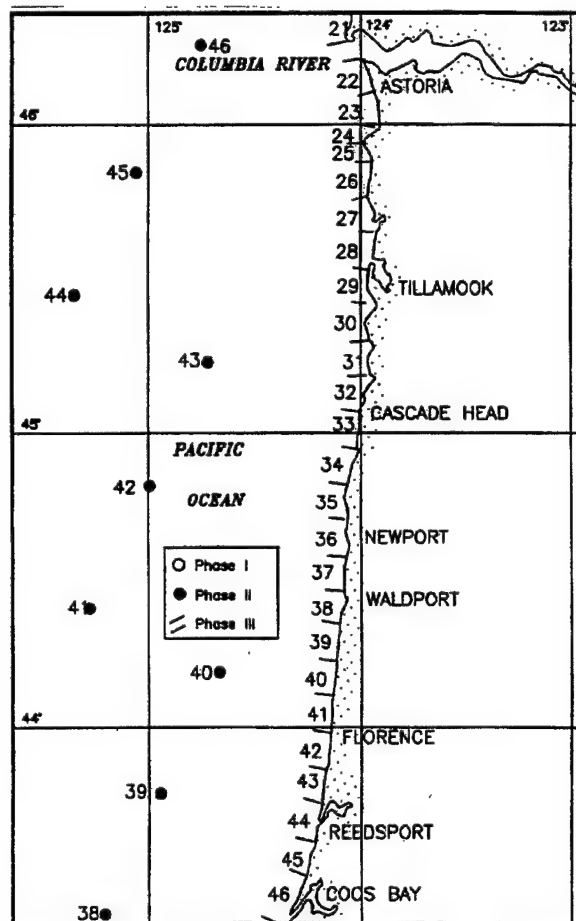 125° 21 124° 123°
46
COLUMBIA RIVER
22
ASTORIA
23
46°
24
25
45
26
27
28
44
29
TILLAMOOK
30
43
31
32
CASCADE HEAD
33
45°
PACIFIC
34
42
OCEAN
35
36
NEWPORT
Phase I
37
Phase II
WALDPORT
41
38
Phase III
39
40
40
41
44°
FLORENCE
42
43
39
44
REEDSPORT
45
46
COOS BAY
38